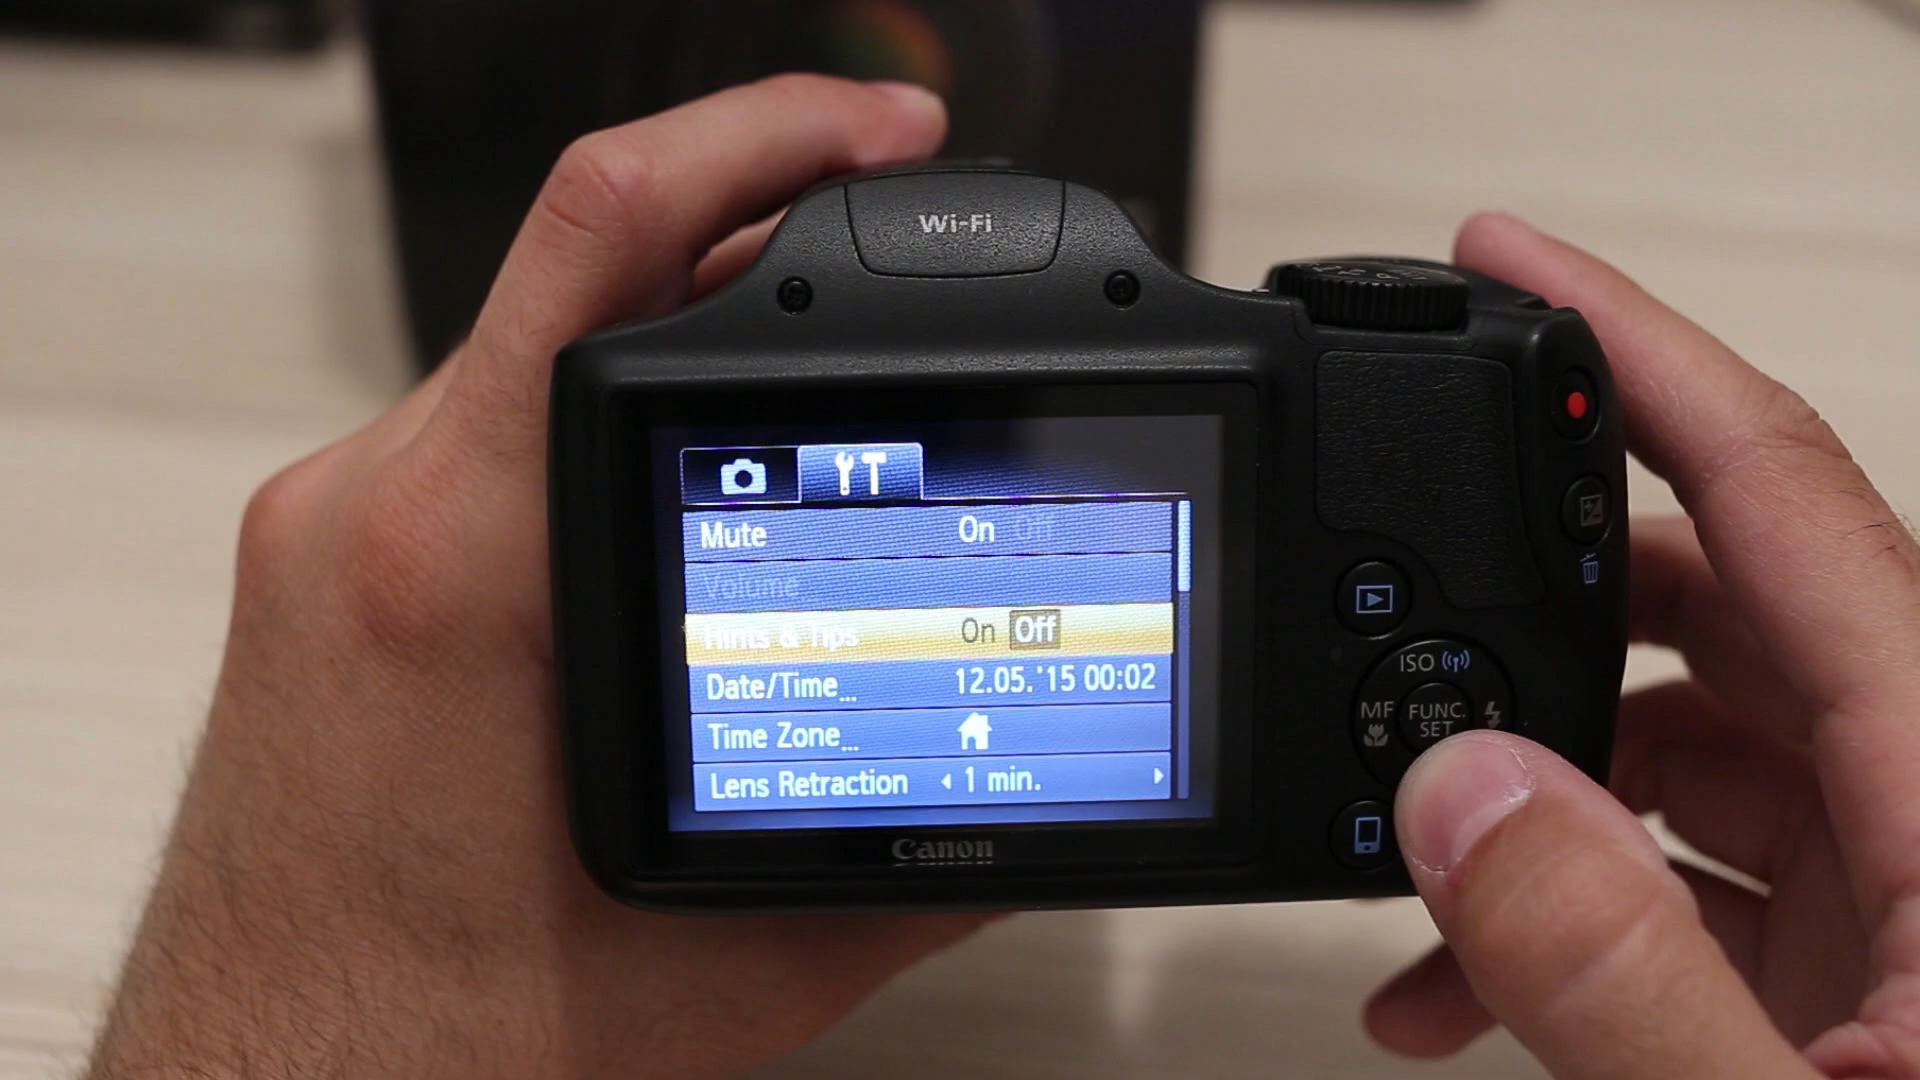 Wi-Fi
Mute On Off
Volume...
Hints & Tips On Off
Date/Time... 12.05.'15 00:02
Time Zone...
Lens Retraction 1 min.
Canon
ISO
MF
FUNC.
SET